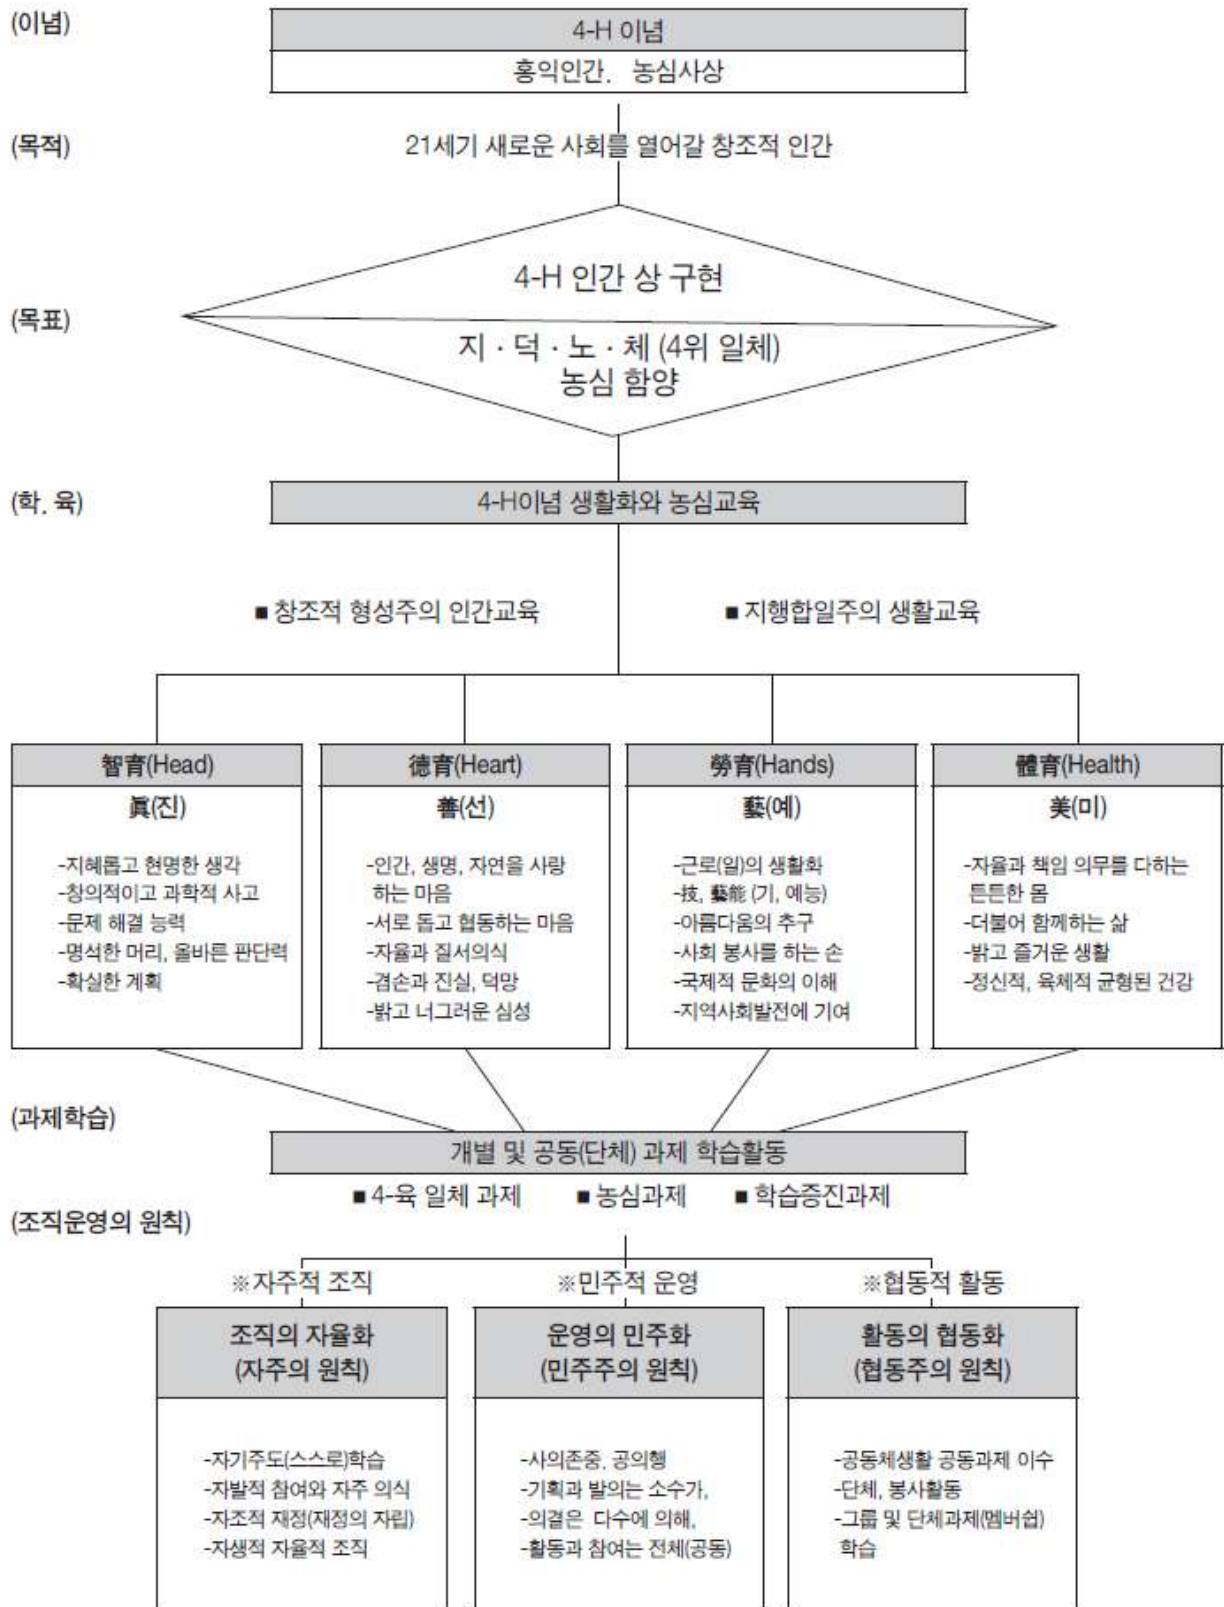 (이념)
4-H 이념
홍익인간, 농심사상
(목적)
21세기 새로운 사회를 열어갈 창조적 인간
(목표)
4-H 인간 상 구현
지 · 덕 · 노 · 체 (4위 일체)
농심 함양
(학, 육)
4-H이념 생활화와 농심교육
■ 창조적 형성주의 인간교육
■ 지행합일주의 생활교육
智育(Head)
眞(진)
-지혜롭고 현명한 생각
-창의적이고 과학적 사고
-문제 해결 능력
-명석한 머리, 올바른 판단력
-확실한 계획
德育(Heart)
善(선)
-인간, 생명, 자연을 사랑
하는 마음
-서로 돕고 협동하는 마음
-자율과 질서의식
-겸손과 진실, 덕망
-밝고 너그러운 심성
勞育(Hands)
藝(예)
-근로(일)의 생활화
-技, 藝能 (기, 예능)
-아름다움의 추구
-사회 봉사를 하는 손
-국제적 문화의 이해
-지역사회발전에 기여
體育(Health)
美(미)
-자율과 책임 의무를 다하는
튼튼한 몸
-더불어 함께하는 삶
-밝고 즐거운 생활
-정신적, 육체적 균형된 건강
(과제학습)
개별 및 공동(단체) 과제 학습활동
■ 4-육 일체 과제 ■ 농심과제 ■ 학습증진과제
(조직운영의 원칙)
※자주적 조직
※민주적 운영
※협동적 활동
조직의 자율화
(자주의 원칙)
-자기주도(스스로)학습
-자발적 참여와 자주 의식
-자조적 재정(재정의 자립)
-자생적 자율적 조직
운영의 민주화
(민주주의 원칙)
-사의존중, 공의행
-기획과 발의는 소수가,
-의결은 다수에 의해,
-활동과 참여는 전체(공동)
활동의 협동화
(협동주의 원칙)
-공동체생활 공동과제 이수
-단체, 봉사활동
-그룹 및 단체과제(멤버쉽)
학습